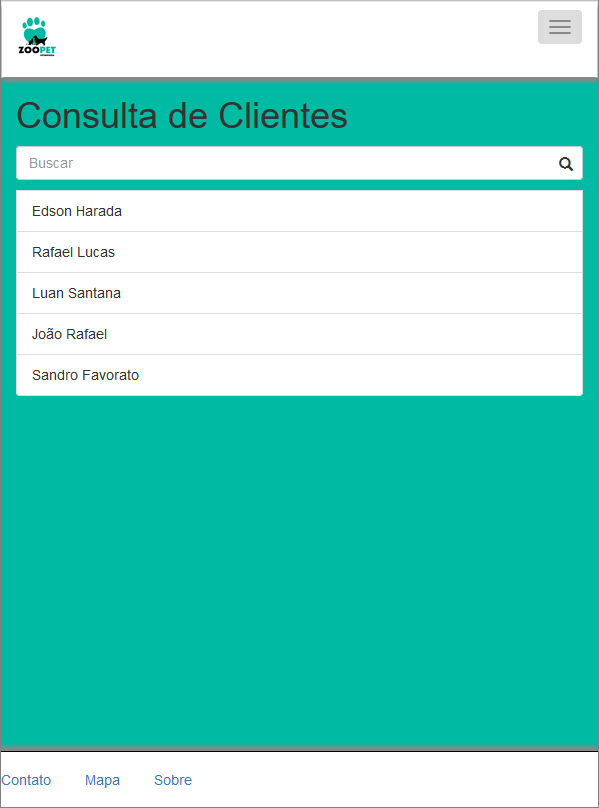 ZOOPET
Consulta de Clientes
Buscar
Edson Harada
Rafael Lucas
Luan Santana
João Rafael
Sandro Favorato
Contato Mapa Sobre